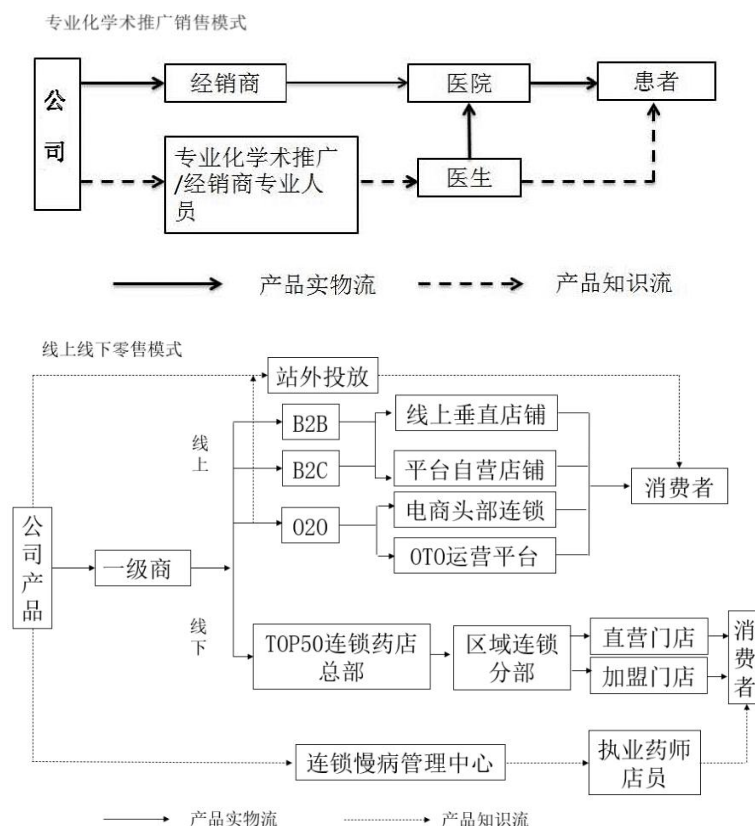 专业化学术推广销售模式
公
司
经销商
医院
患者
专业化学术推广
/经销商专业人
员
医生
产品实物流
产品知识流
线上线下零售模式
站外投放
线
上
B2B
B2C
O2O
线上垂直店铺
平台自营店铺
电商头部连锁
OTO运营平台
消费者
公
司
产
品
一级商
线
下
TOP50连锁药店
总部
区域连锁
分部
直营门店
加盟门店
消
费
者
连锁慢病管理中心
执业药师
店员
产品实物流
产品知识流